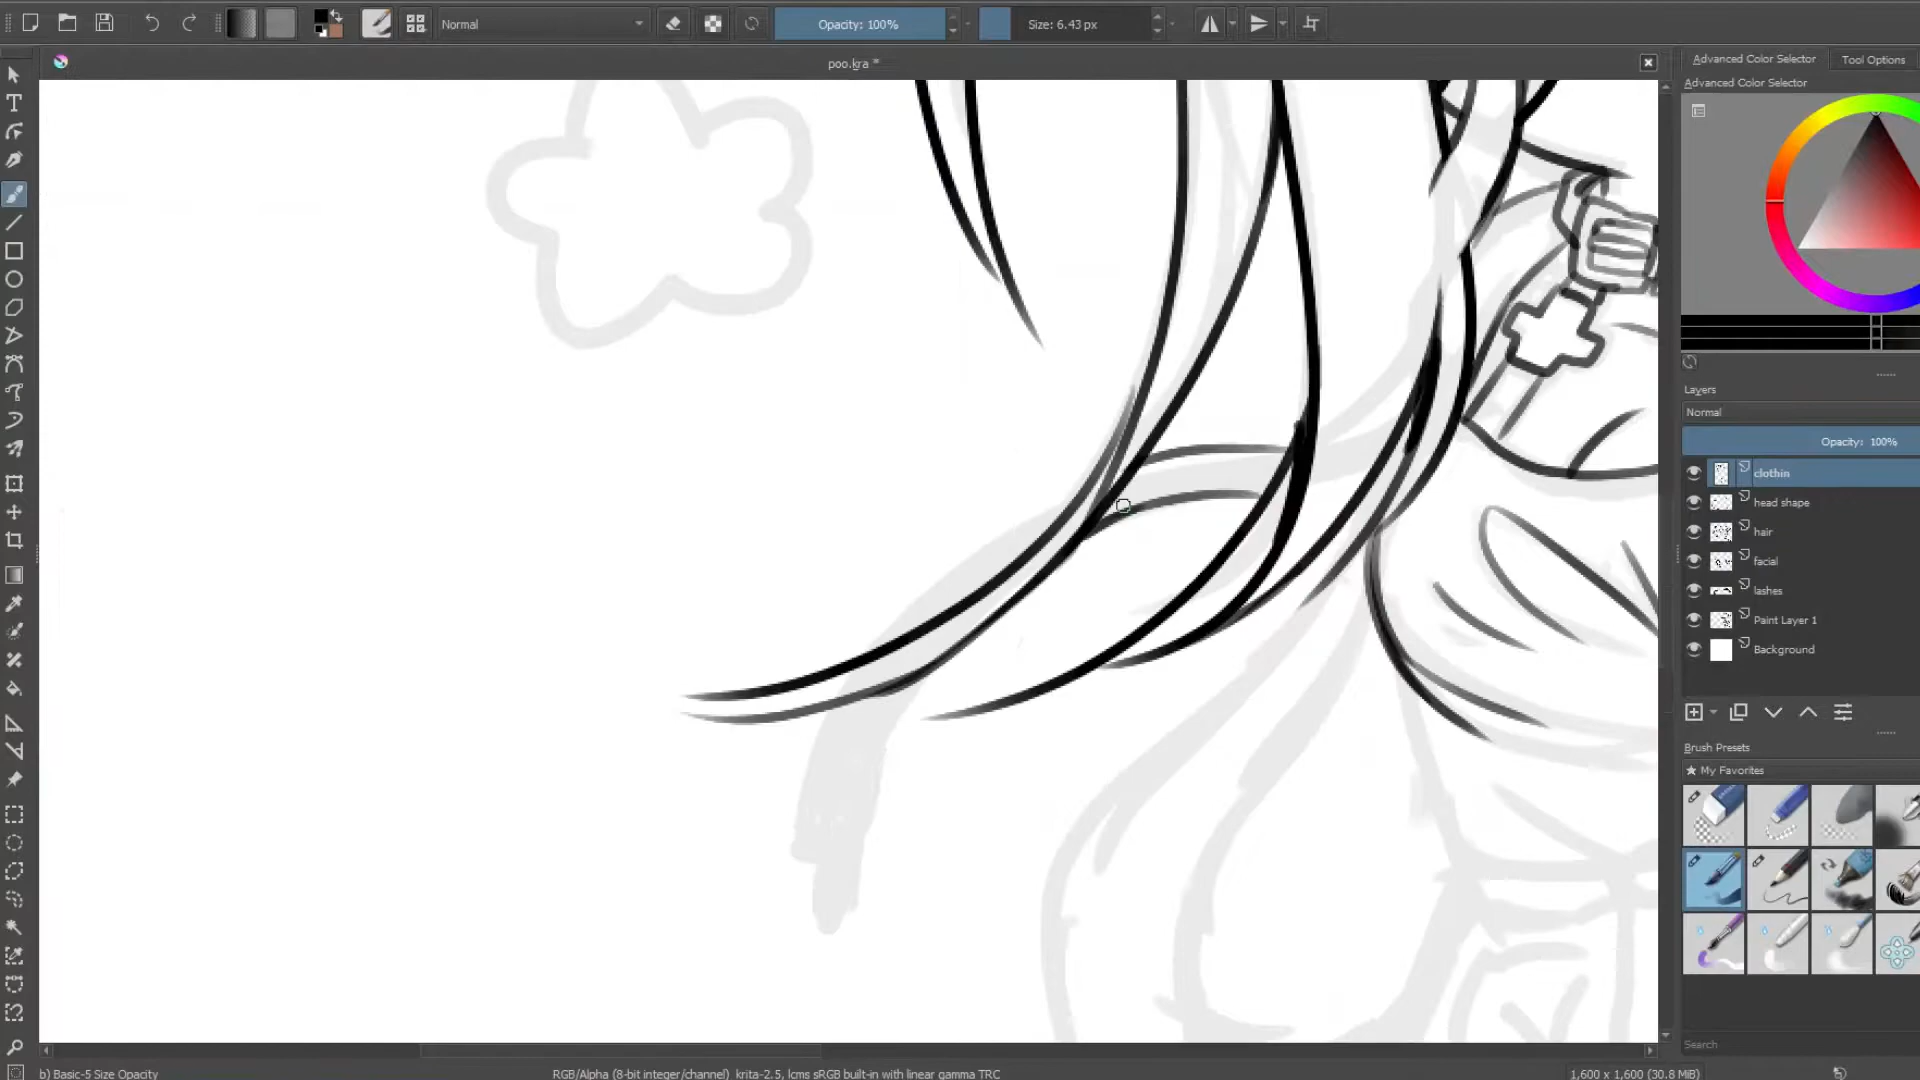 Normal
Opacity: 100%
Size: 6.43 px
poo.kra *
Advanced Color Selector
Tool Options
Advanced Color Selector
Layers
Normal
Opacity: 100%
clothin
head shape
hair
facial
lashes
Paint Layer 1
Background
Brush Presets
★ My Favorites
Search
b) Basic-5 Size Opacity
RGB/Alpha (8-bit integer/channel) krita-2.5, lcms sRGB built-in with linear gamma TRC
1,600 x 1,600 (30.8 MiB)